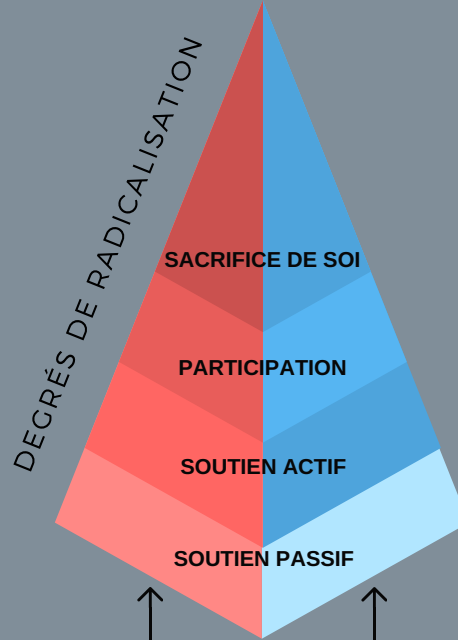 DEGRÉS DE RADICALISATION
SACRIFICE DE SOI
PARTICIPATION
SOUTIEN ACTIF
SOUTIEN PASSIF